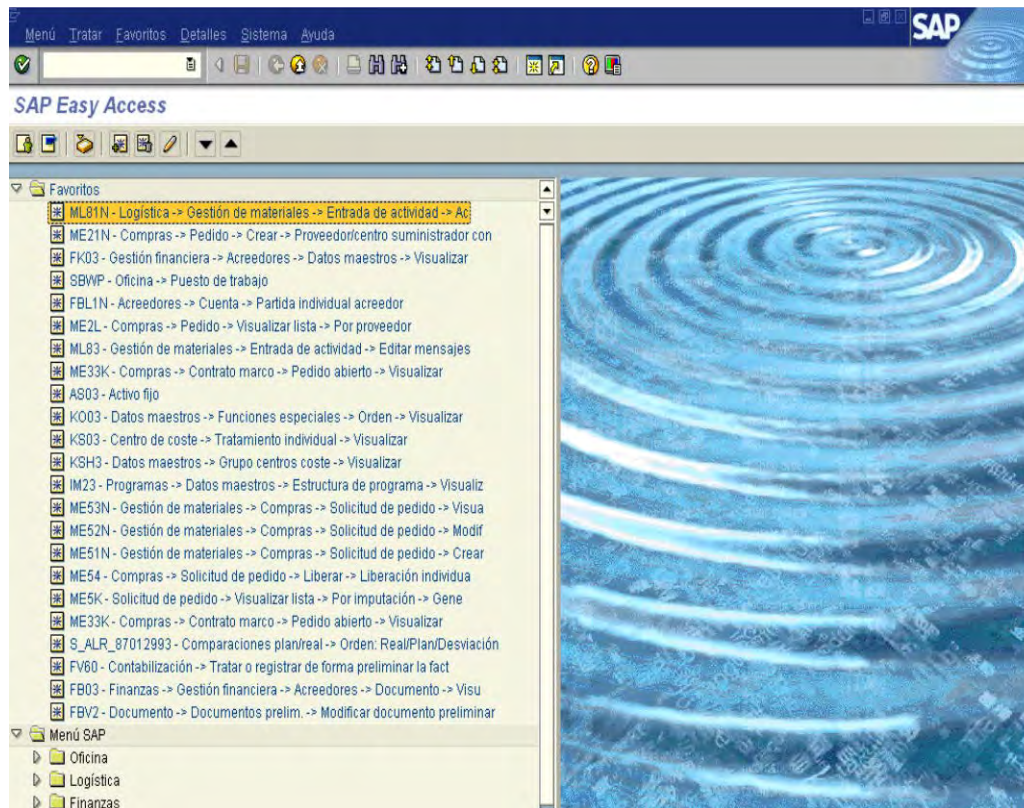 Menú Tratar Favoritos Detalles Sistema Ayuda
SAP
SAP Easy Access
Favoritos
ML81N - Logística -> Gestión de materiales -> Entrada de actividad -> Ac
ME21N - Compras -> Pedido -> Crear -> Proveedor/centro suministrador con
FK03 - Gestión financiera -> Acreedores -> Datos maestros -> Visualizar
SBWP - Oficina -> Puesto de trabajo
FBL1N - Acreedores -> Cuenta -> Partida individual acreedor
ME2L - Compras -> Pedido -> Visualizar lista -> Por proveedor
ML83 - Gestión de materiales -> Entrada de actividad -> Editar mensajes
ME33K - Compras -> Contrato marco -> Pedido abierto -> Visualizar
AS03 - Activo fijo
KO03 - Datos maestros -> Funciones especiales -> Orden -> Visualizar
KS03 - Centro de coste -> Tratamiento individual -> Visualizar
KSH3 - Datos maestros -> Grupo centros coste -> Visualizar
IM23 - Programas -> Datos maestros -> Estructura de programa -> Visualiz
ME53N - Gestión de materiales -> Compras -> Solicitud de pedido -> Visua
ME52N - Gestión de materiales -> Compras -> Solicitud de pedido -> Modif
ME51N - Gestión de materiales -> Compras -> Solicitud de pedido -> Crear
ME54 - Compras -> Solicitud de pedido -> Liberar -> Liberación individua
ME5K - Solicitud de pedido -> Visualizar lista -> Por imputación -> Gene
ME33K - Compras -> Contrato marco -> Pedido abierto -> Visualizar
S_ALR_87012993 - Comparaciones plan/real -> Orden: Real/Plan/Desviación
FV60 - Contabilización -> Tratar o registrar de forma preliminar la fact
FB03 - Finanzas -> Gestión financiera -> Acreedores -> Documento -> Visu
FBV2 - Documento -> Documentos prelim. -> Modificar documento preliminar
Menú SAP
Oficina
Logística
Finanzas